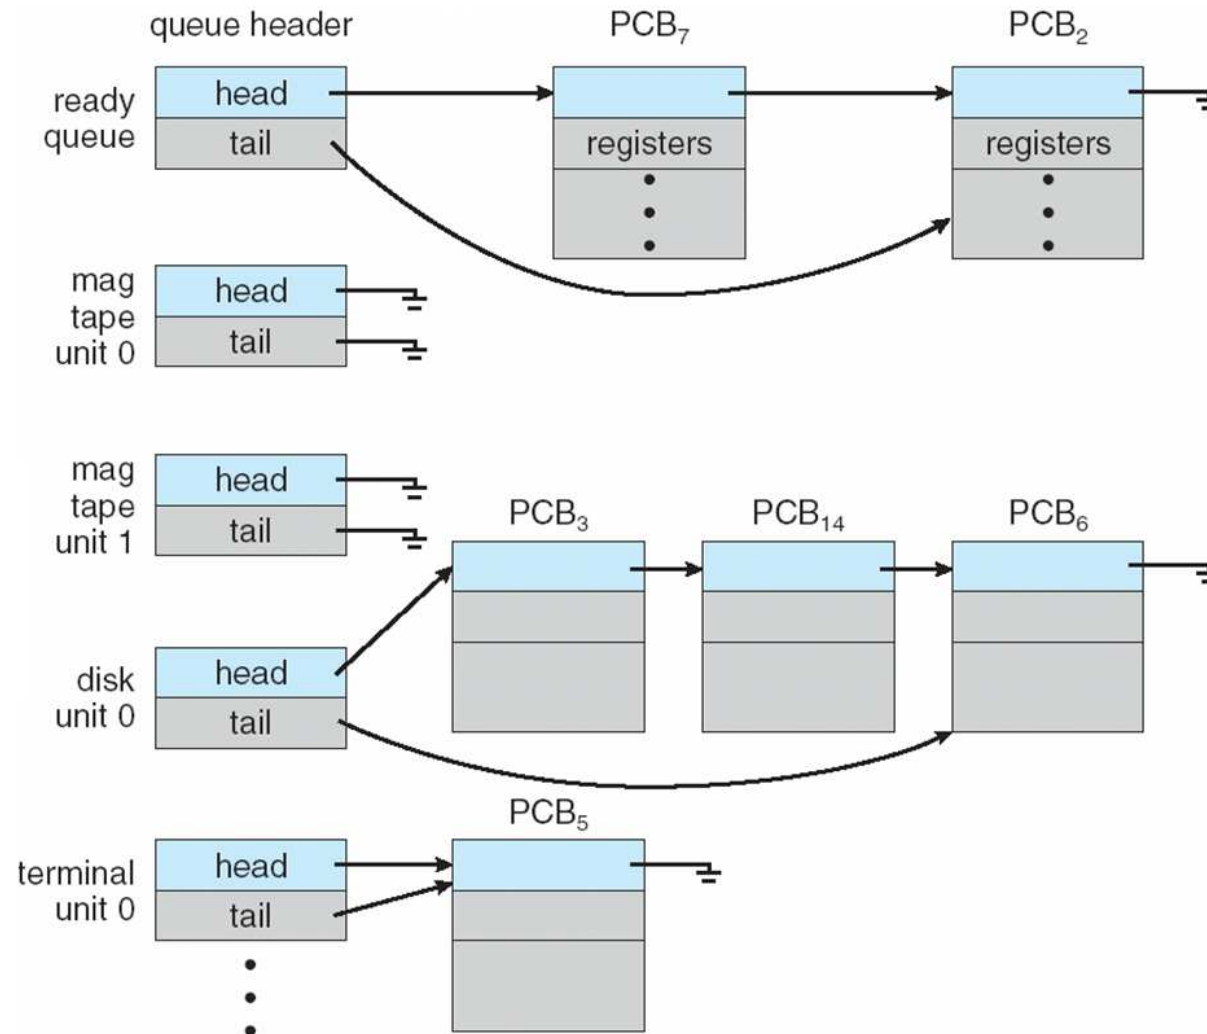 queue header
PCB₇
PCB₂
ready
queue
head
tail
registers
registers
mag
tape
unit 0
head
tail
mag
tape
unit 1
head
tail
PCB₃
PCB₁₄
PCB₆
disk
unit 0
head
tail
PCB₅
terminal
unit 0
head
tail